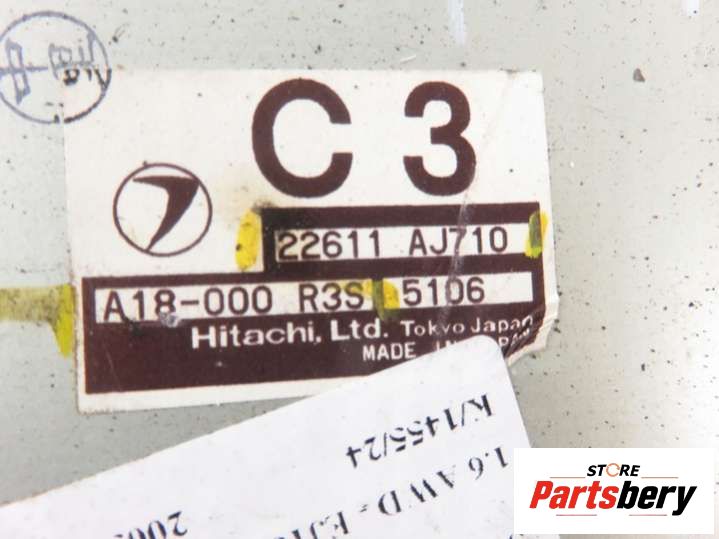 C 3
22611 AJ710
A18-000 R3S 5106
Hitachi, Ltd. Tokyo Japan
MADE IN JAPAN
K/1455/24
1.6 AWD
STORE
Partsbery